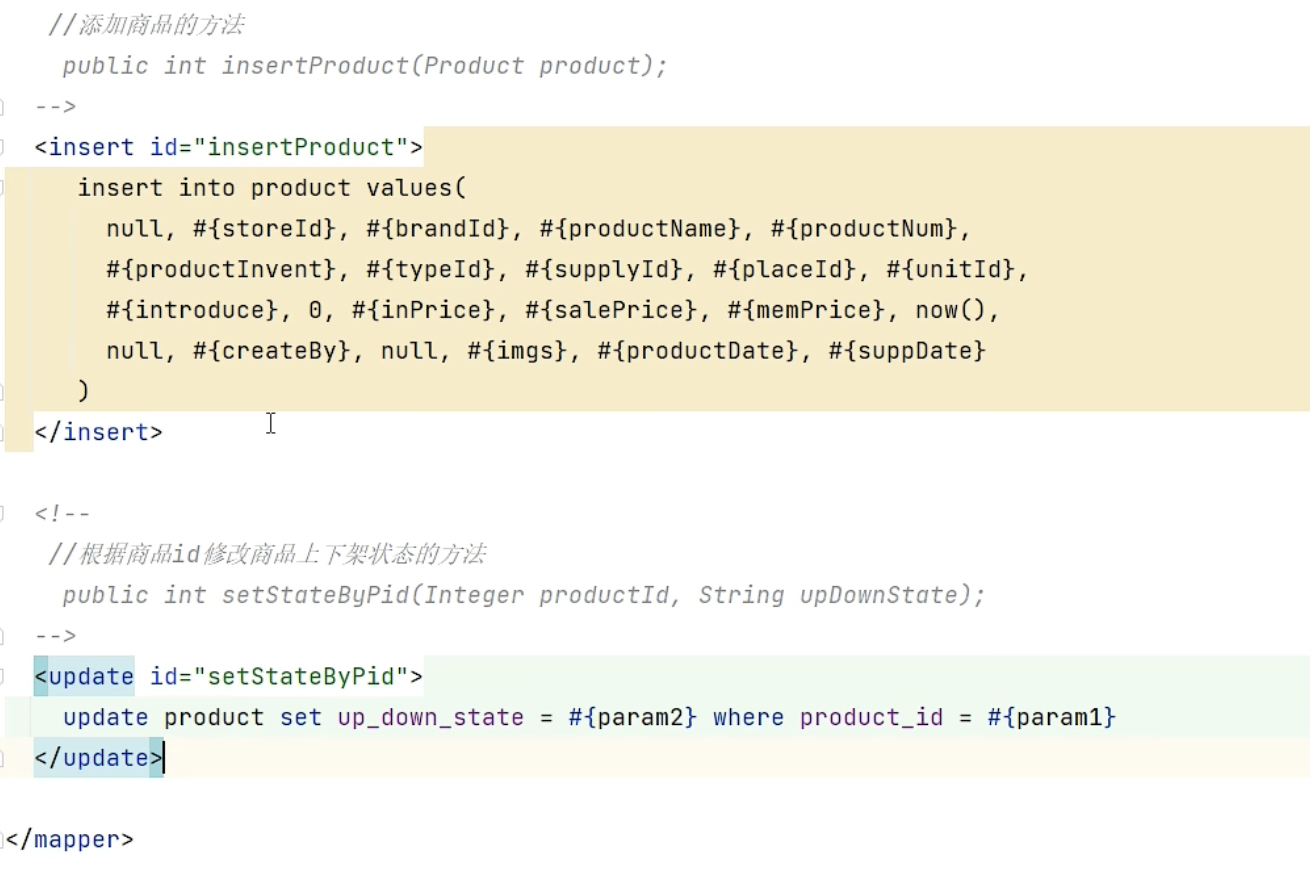 //添加商品的方法
public int insertProduct(Product product);
-->
<insert id="insertProduct">
insert into product values(
null, #{storeId}, #{brandId}, #{productName}, #{productNum},
#{productInvent}, #{typeId}, #{supplyId}, #{placeId}, #{unitId},
#{introduce}, 0, #{inPrice}, #{salePrice}, #{memPrice}, now(),
null, #{createBy}, null, #{imgs}, #{productDate}, #{suppDate}
)
</insert>
<!--
//根据商品id修改商品上下架状态的方法
public int setStateByPid(Integer productId, String upDownState);
-->
<update id="setStateByPid">
update product set up_down_state = #{param2} where product_id = #{param1}
</update>
</mapper>